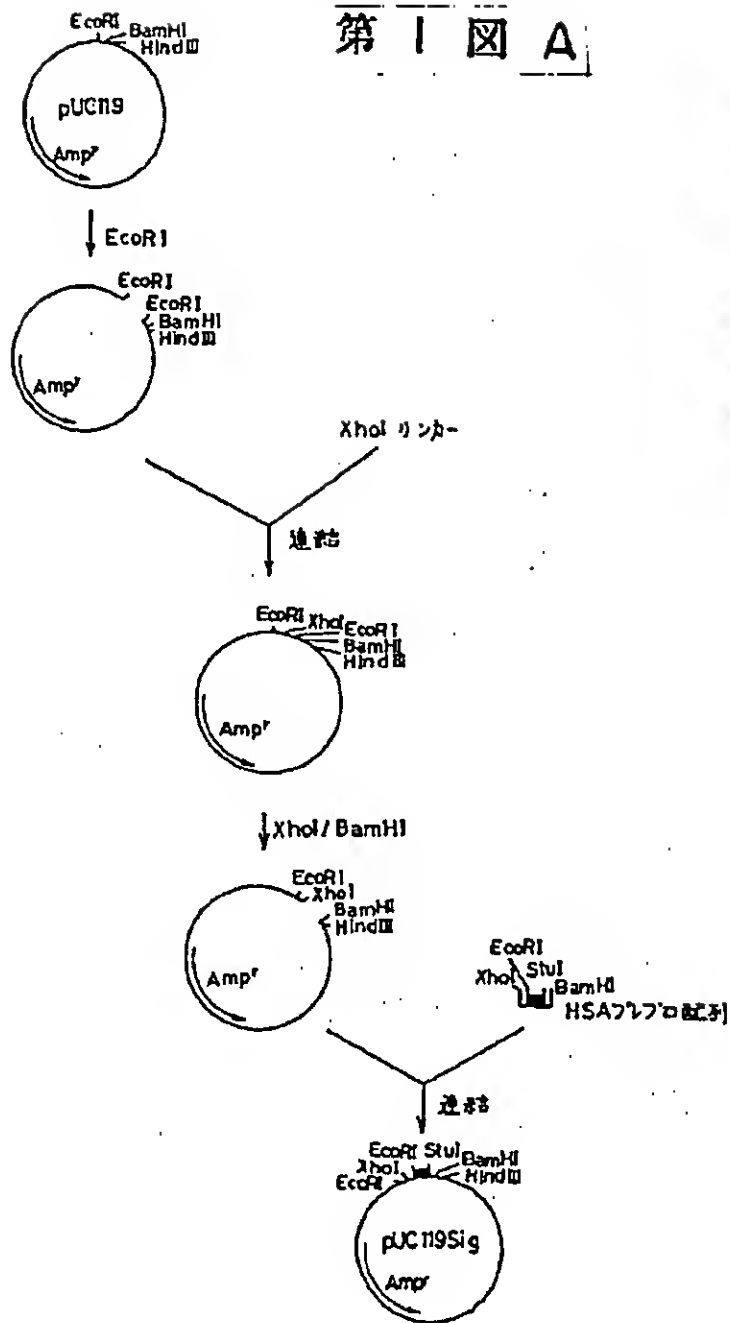 第1図 A
EcoRI
BamHI
HindIII
pUC119
Ampr
EcoRI
EcoRI
EcoRI
BamHI
HindIII
Ampr
XhoI リンカー
連結
EcoRI
XhoI
EcoRI
BamHI
HindIII
Ampr
XhoI/BamHI
EcoRI
XhoI
BamHI
HindIII
Ampr
EcoRI
XhoI
StuI
BamHI
HSAプレプロ配列
連結
EcoRI StuI
XhoI
BamHI
EcoRI
HindIII
pUC119Sig
Ampr